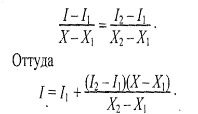 (I - I₁)/(X - X₁) = (I₂ - I₁)/(X₂ - X₁).
Оттуда
I = I₁ + (I₂ - I₁)(X - X₁)/(X₂ - X₁).